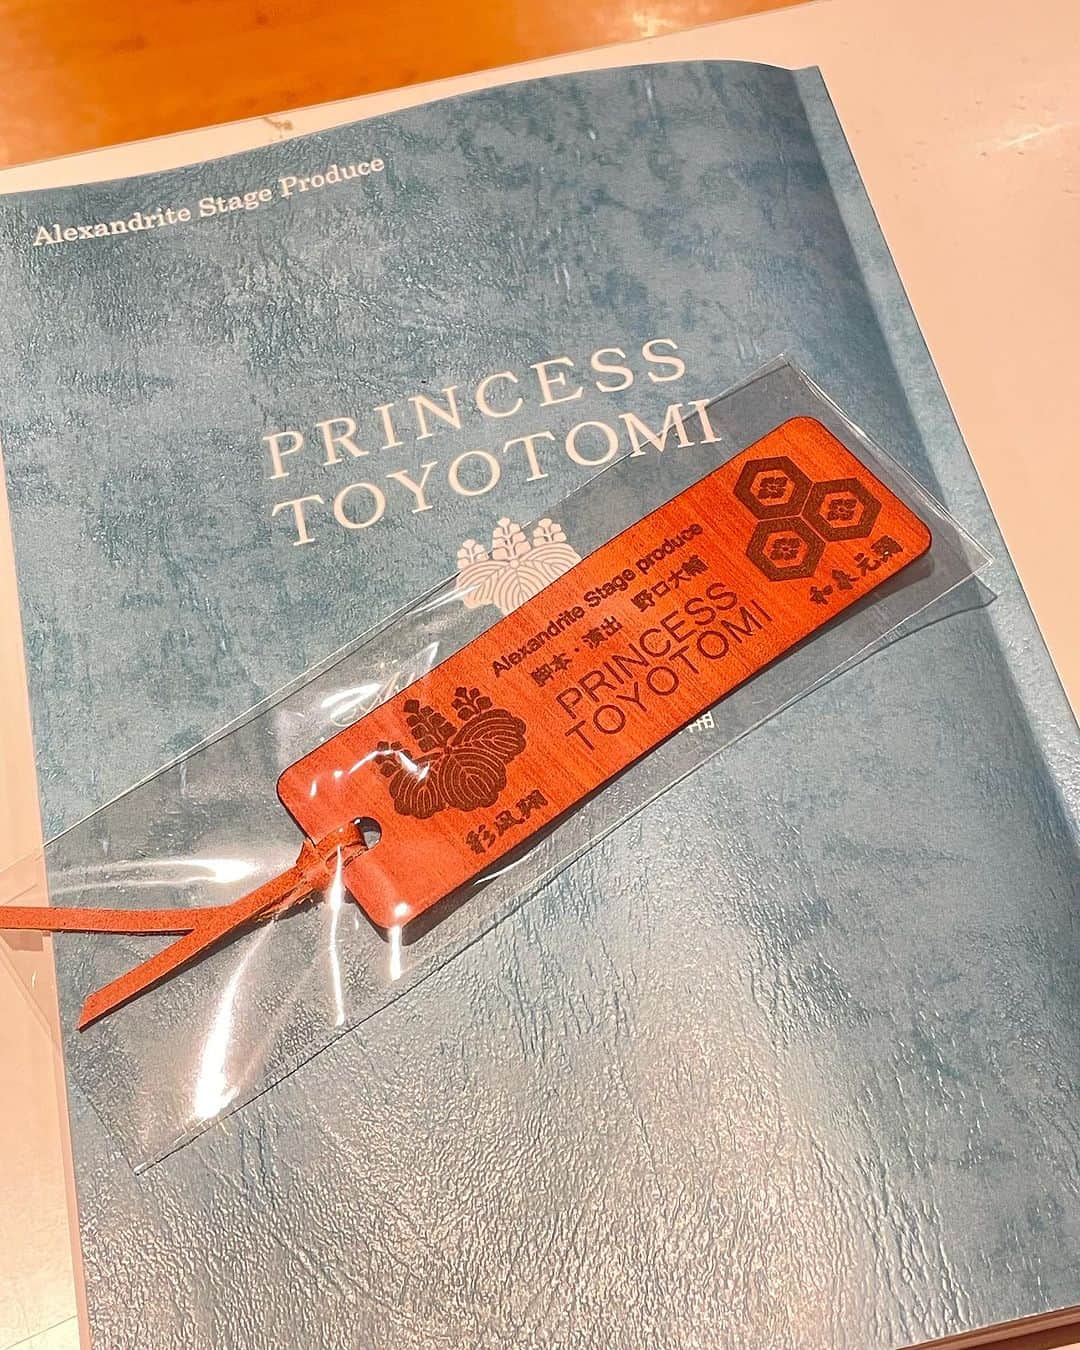 Alexandrite Stage Produce
PRINCESS
TOYOTOMI
Alexandrite Stage produce
脚本・演出 野口大輔
PRINCESS
TOYOTOMI
和泉元彌
彩凪翔
用